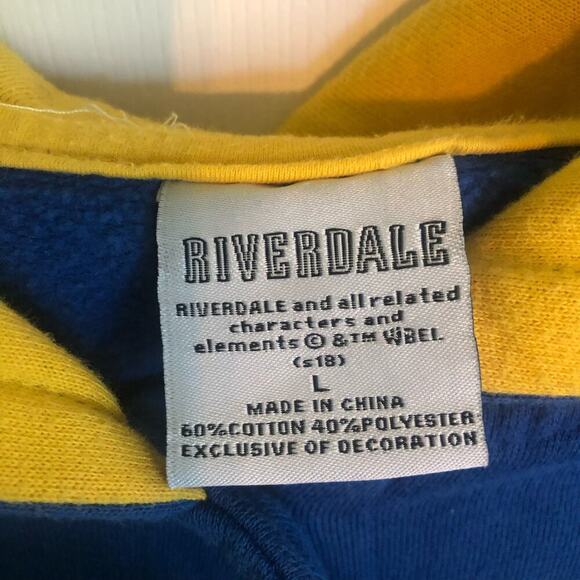 RIVERDALE
RIVERDALE and all related
characters and
elements © &™ WBEI.
(s18)
L
MADE IN CHINA
60%COTTON 40%POLYESTER
EXCLUSIVE OF DECORATION